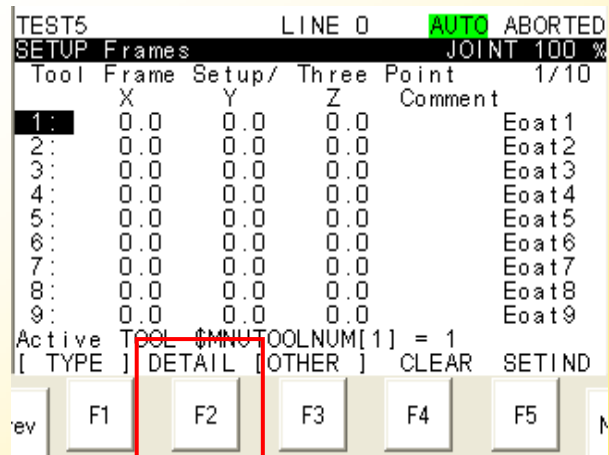 TEST5 LINE 0 AUTO ABORTED
SETUP Frames JOINT 100 %
Tool Frame Setup/ Three Point 1/10
X Y Z Comment
1: 0.0 0.0 0.0 Eoat1
2: 0.0 0.0 0.0 Eoat2
3: 0.0 0.0 0.0 Eoat3
4: 0.0 0.0 0.0 Eoat4
5: 0.0 0.0 0.0 Eoat5
6: 0.0 0.0 0.0 Eoat6
7: 0.0 0.0 0.0 Eoat7
8: 0.0 0.0 0.0 Eoat8
9: 0.0 0.0 0.0 Eoat9
Active TOOL $MNUTOOLNUM[1] = 1
[ TYPE ] DETAIL [OTHER ] CLEAR SETIND
F1 F2 F3 F4 F5